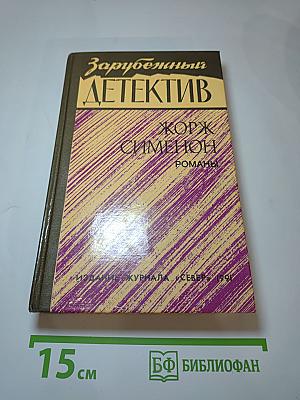 Зарубежный
ДЕТЕКТИВ
ЖОРЖ
СИМЕНОН
РОМАНЫ
ИЗДАНИЕ ЖУРНАЛА «СЕВЕР» 1991
15 см
БФ БИБЛИОФАН